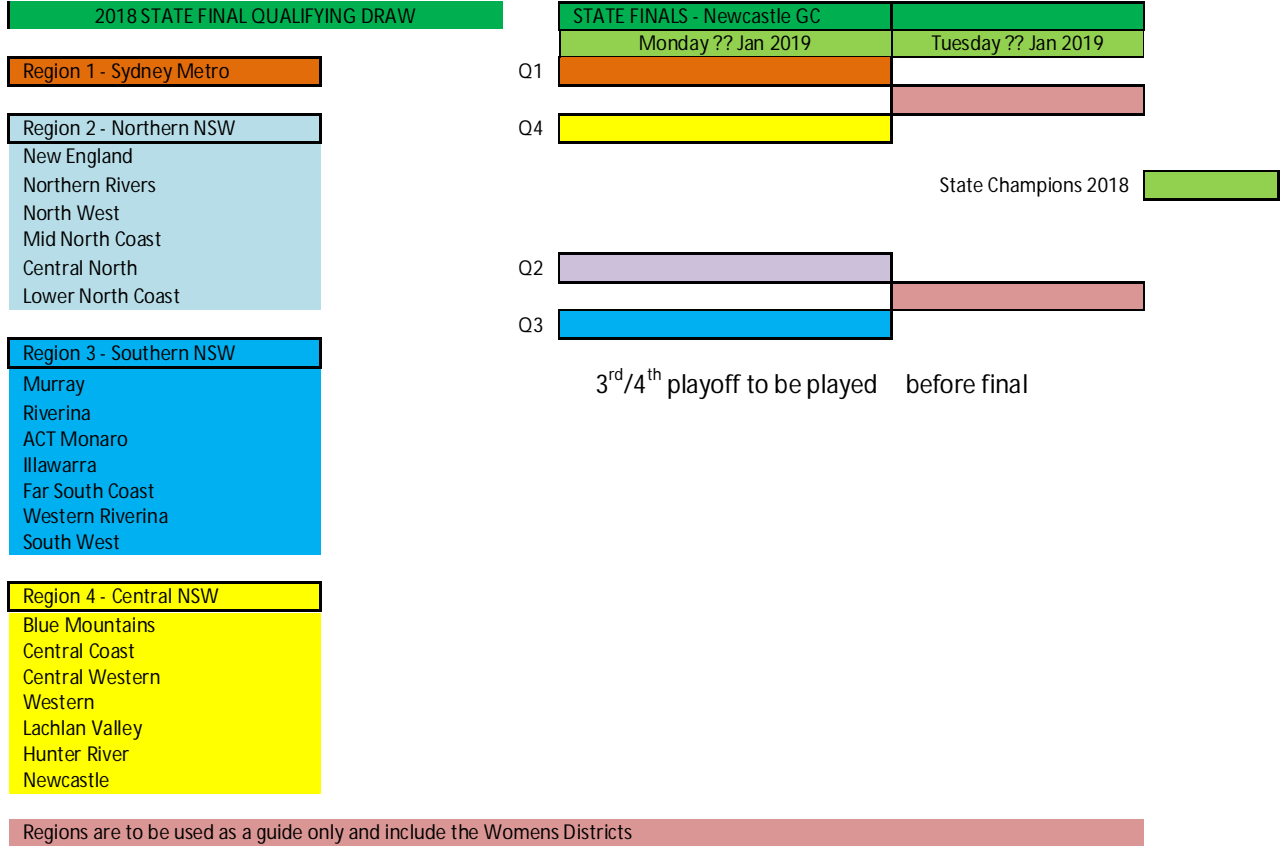 2018 STATE FINAL QUALIFYING DRAW
STATE FINALS - Newcastle GC
Monday ?? Jan 2019
Tuesday ?? Jan 2019
Region 1 - Sydney Metro
Q1
Region 2 - Northern NSW
Q4
New England
Northern Rivers
State Champions 2018
North West
Mid North Coast
Central North
Q2
Lower North Coast
Q3
Region 3 - Southern NSW
Murray
3rd/4th playoff to be played before final
Riverina
ACT Monaro
Illawarra
Far South Coast
Western Riverina
South West
Region 4 - Central NSW
Blue Mountains
Central Coast
Central Western
Western
Lachlan Valley
Hunter River
Newcastle
Regions are to be used as a guide only and include the Womens Districts